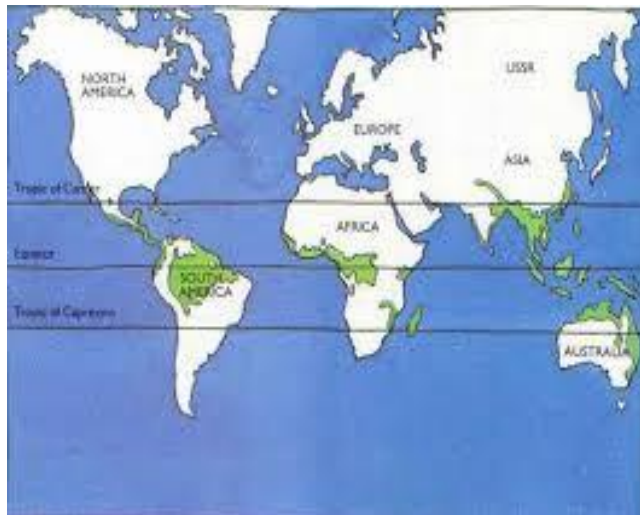 NORTH
AMERICA
USSR
EUROPE
ASIA
Tropic of Cancer
AFRICA
Equator
SOUTH
AMERICA
Tropic of Capricorn
AUSTRALIA